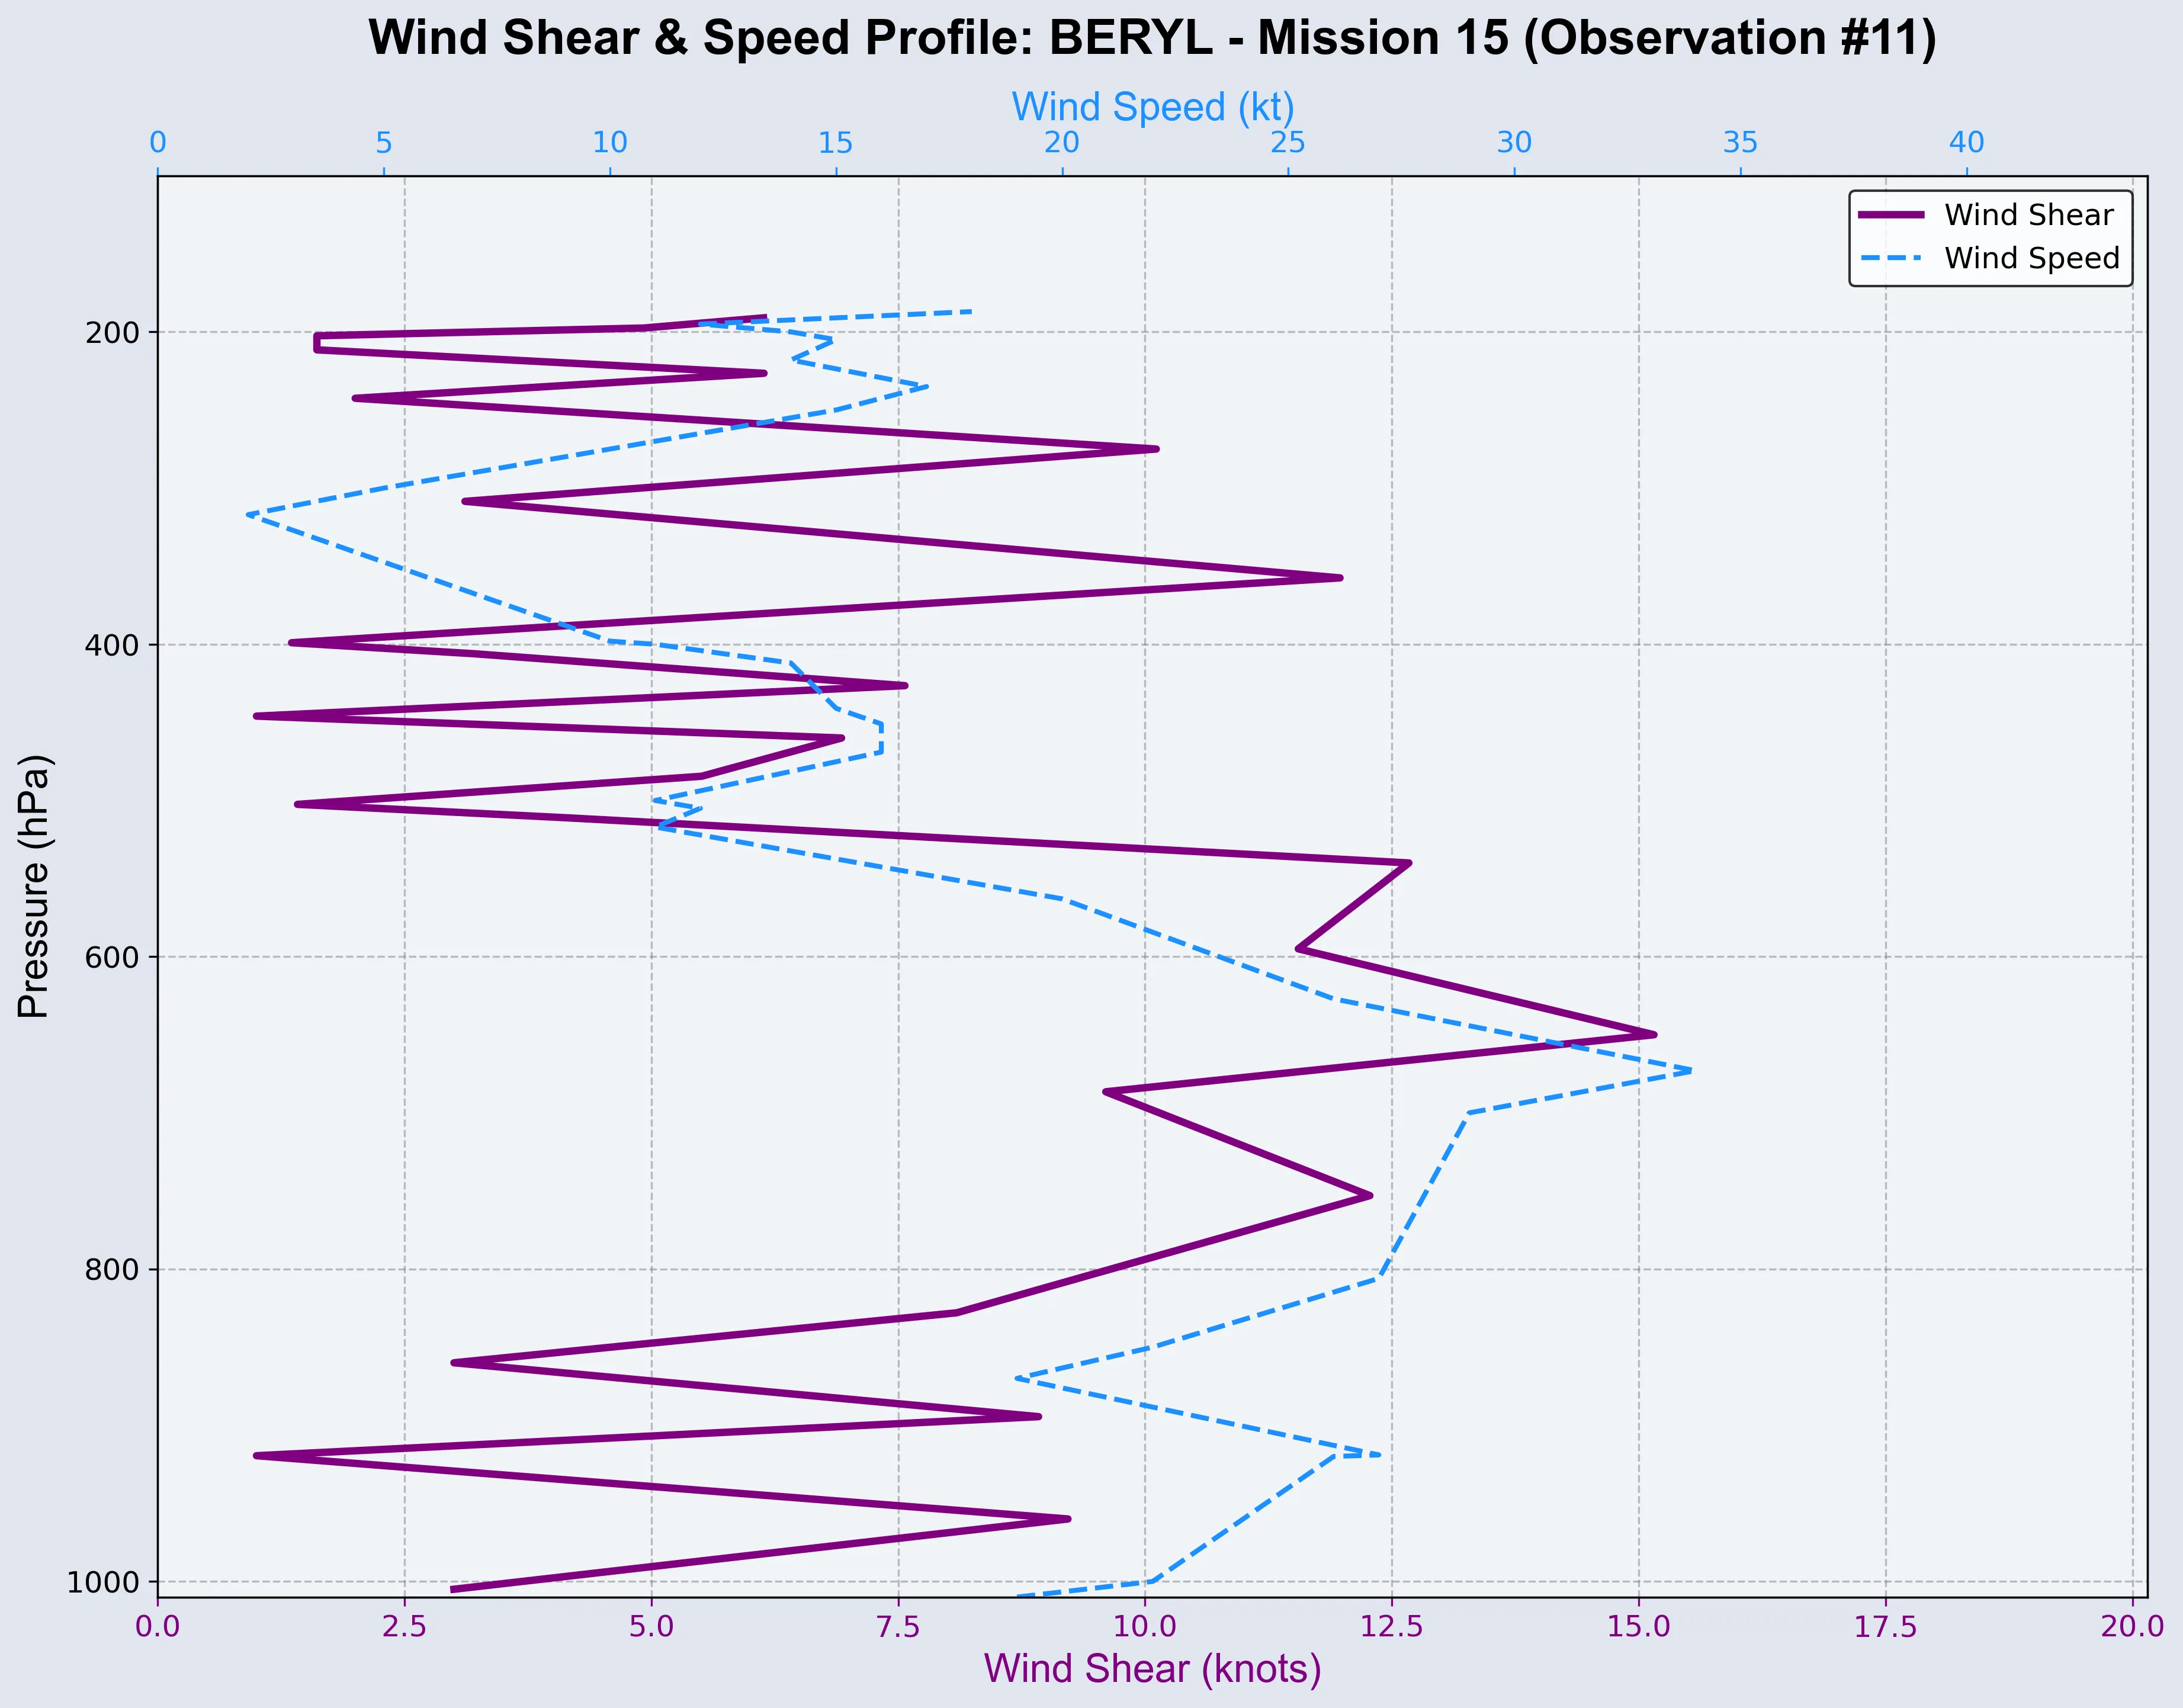 Wind Shear & Speed Profile: BERYL - Mission 15 (Observation #11)
Wind Speed (kt)
0 5 10 15 20 25 30 35 40
Wind Shear
Wind Speed
200
400
600
800
1000
Pressure (hPa)
0.0 2.5 5.0 7.5 10.0 12.5 15.0 17.5 20.0
Wind Shear (knots)